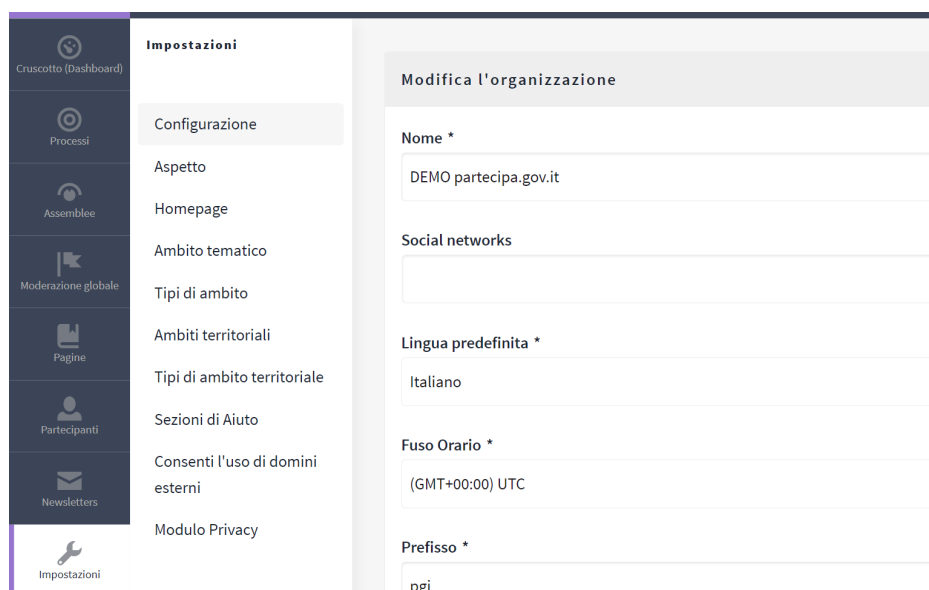 Cruscotto (Dashboard)
Processi
Assemblee
Moderazione globale
Pagine
Partecipanti
Newsletters
Impostazioni
Impostazioni
Configurazione
Aspetto
Homepage
Ambito tematico
Tipi di ambito
Ambiti territoriali
Tipi di ambito territoriale
Sezioni di Aiuto
Consenti l'uso di domini
esterni
Modulo Privacy
Modifica l'organizzazione
Nome *
DEMO partecipa.gov.it
Social networks
Lingua predefinita *
Italiano
Fuso Orario *
(GMT+00:00) UTC
Prefisso *
pgi